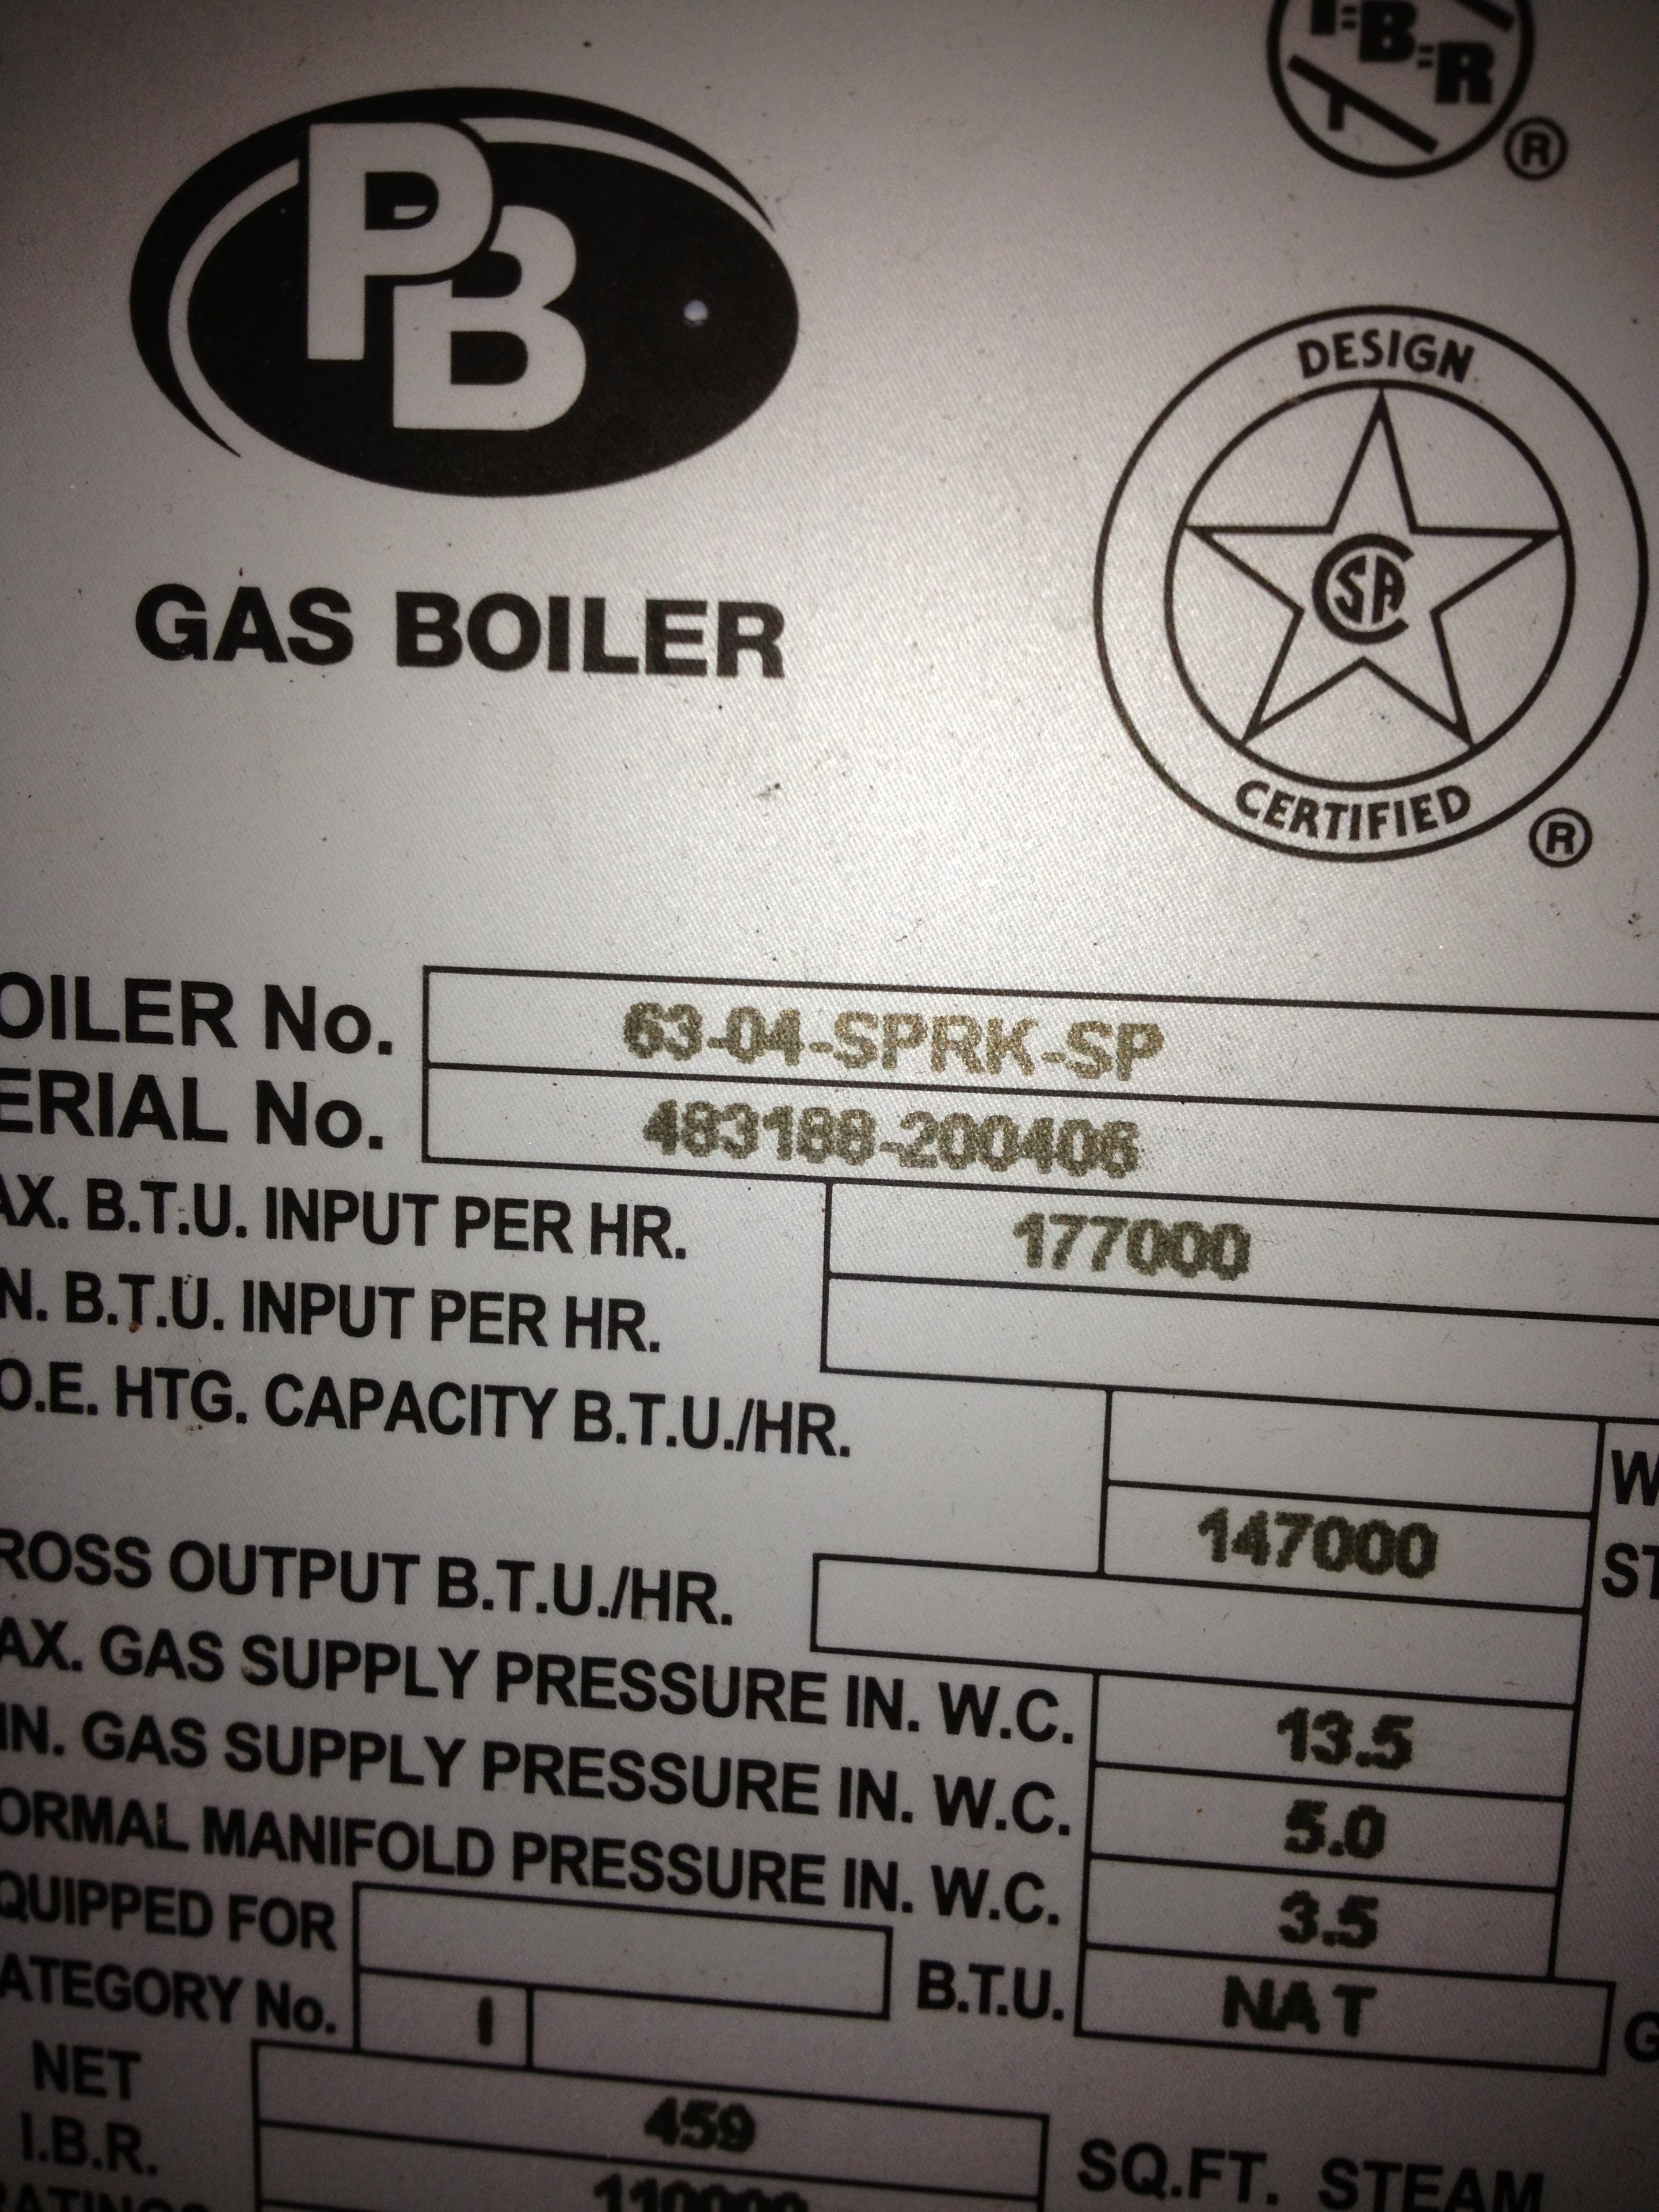 I=B=R
®
PB
DESIGN
CSA
CERTIFIED
®
GAS BOILER
OILER No. 63-04-SPRK-SP
ERIAL No. 483188-200406
AX. B.T.U. INPUT PER HR. 177000
N. B.T.U. INPUT PER HR.
O.E. HTG. CAPACITY B.T.U./HR. W
147000 ST
ROSS OUTPUT B.T.U./HR.
AX. GAS SUPPLY PRESSURE IN. W.C. 13.5
IN. GAS SUPPLY PRESSURE IN. W.C. 5.0
ORMAL MANIFOLD PRESSURE IN. W.C. 3.5
QUIPPED FOR B.T.U. NAT G
ATEGORY No. I
NET 459 SQ.FT. STEAM
I.B.R. 110000
ATINGS